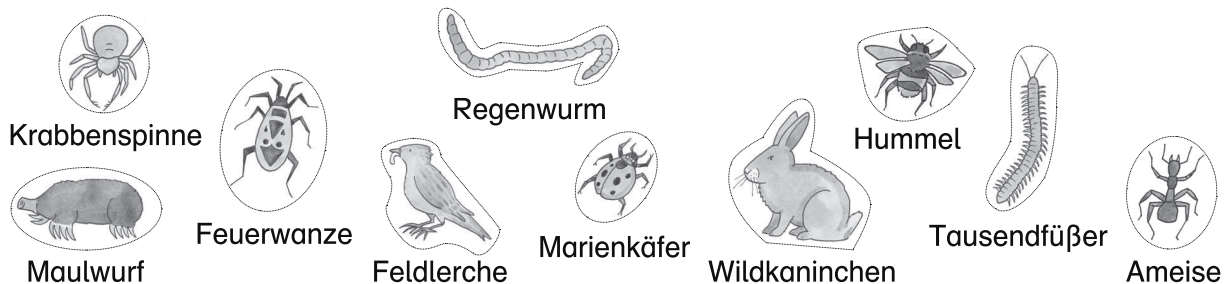 Krabbenspinne
Regenwurm
Hummel
Feuerwanze
Marienkäfer
Tausendfüßer
Maulwurf
Feldlerche
Wildkaninchen
Ameise